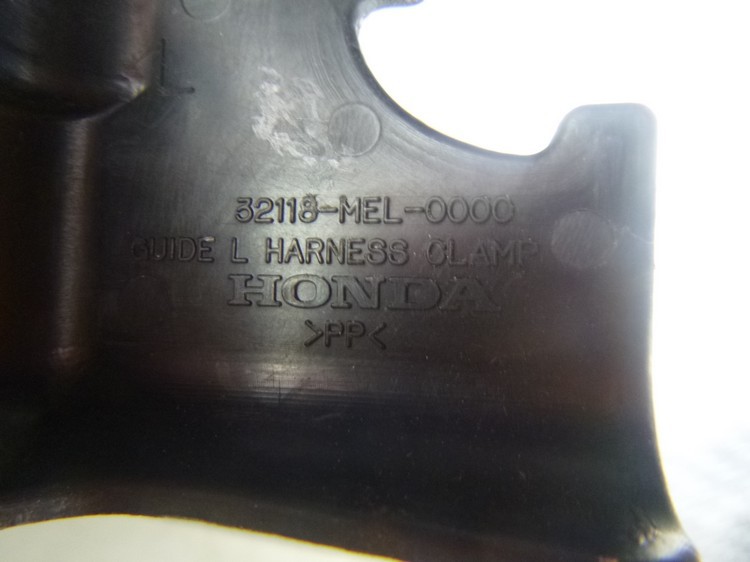 32118-MEL-0000
GUIDE L HARNESS CLAMP
HONDA
>PP<